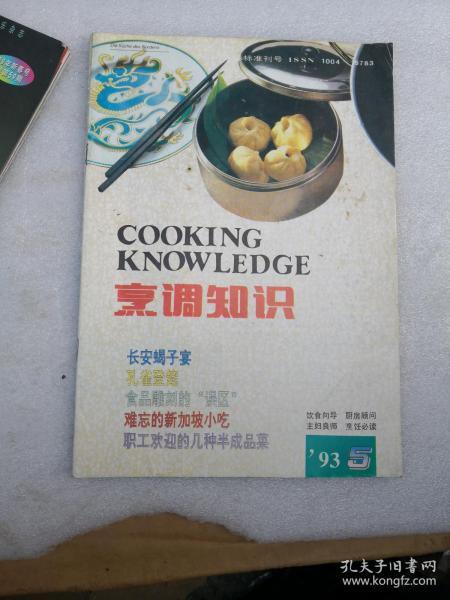 Die Küche des Nordens
标准刊号 ISSN 1004
COOKING
KNOWLEDGE
烹调知识
长安蝎子宴
孔雀登鹤
食品雕刻的“误区”
难忘的新加坡小吃
职工欢迎的几种半成品菜
饮食向导 厨房顾问
主妇良师 烹饪必读
'93 5
孔夫子旧书网
www.kongfz.com